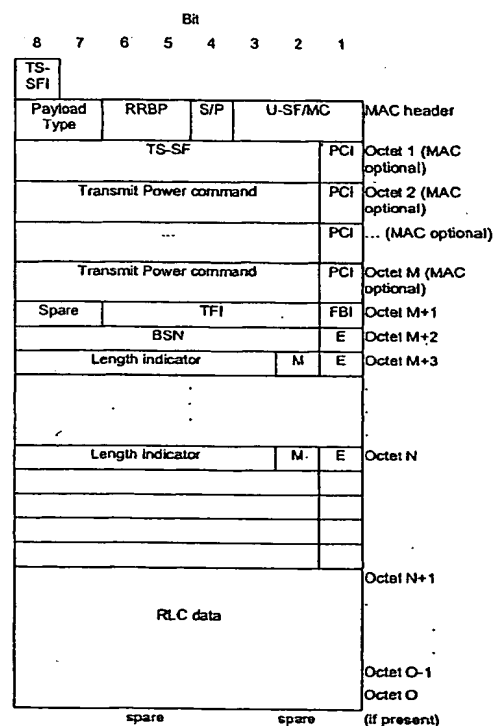 Bit
8 7 6 5 4 3 2 1
TS-
SFI
Payload
Type RRBP S/P U-SF/MC MAC header
TS-SF PCI Octet 1 (MAC
optional)
Transmit Power command PCI Octet 2 (MAC
optional)
--- PCI ... (MAC optional)
Transmit Power command PCI Octet M (MAC
optional)
Spare TFI FBI Octet M+1
BSN E Octet M+2
Length indicator M E Octet M+3
Length Indicator M E Octet N
Octet N+1
RLC data
Octet O-1
Octet O
spare spare (if present)